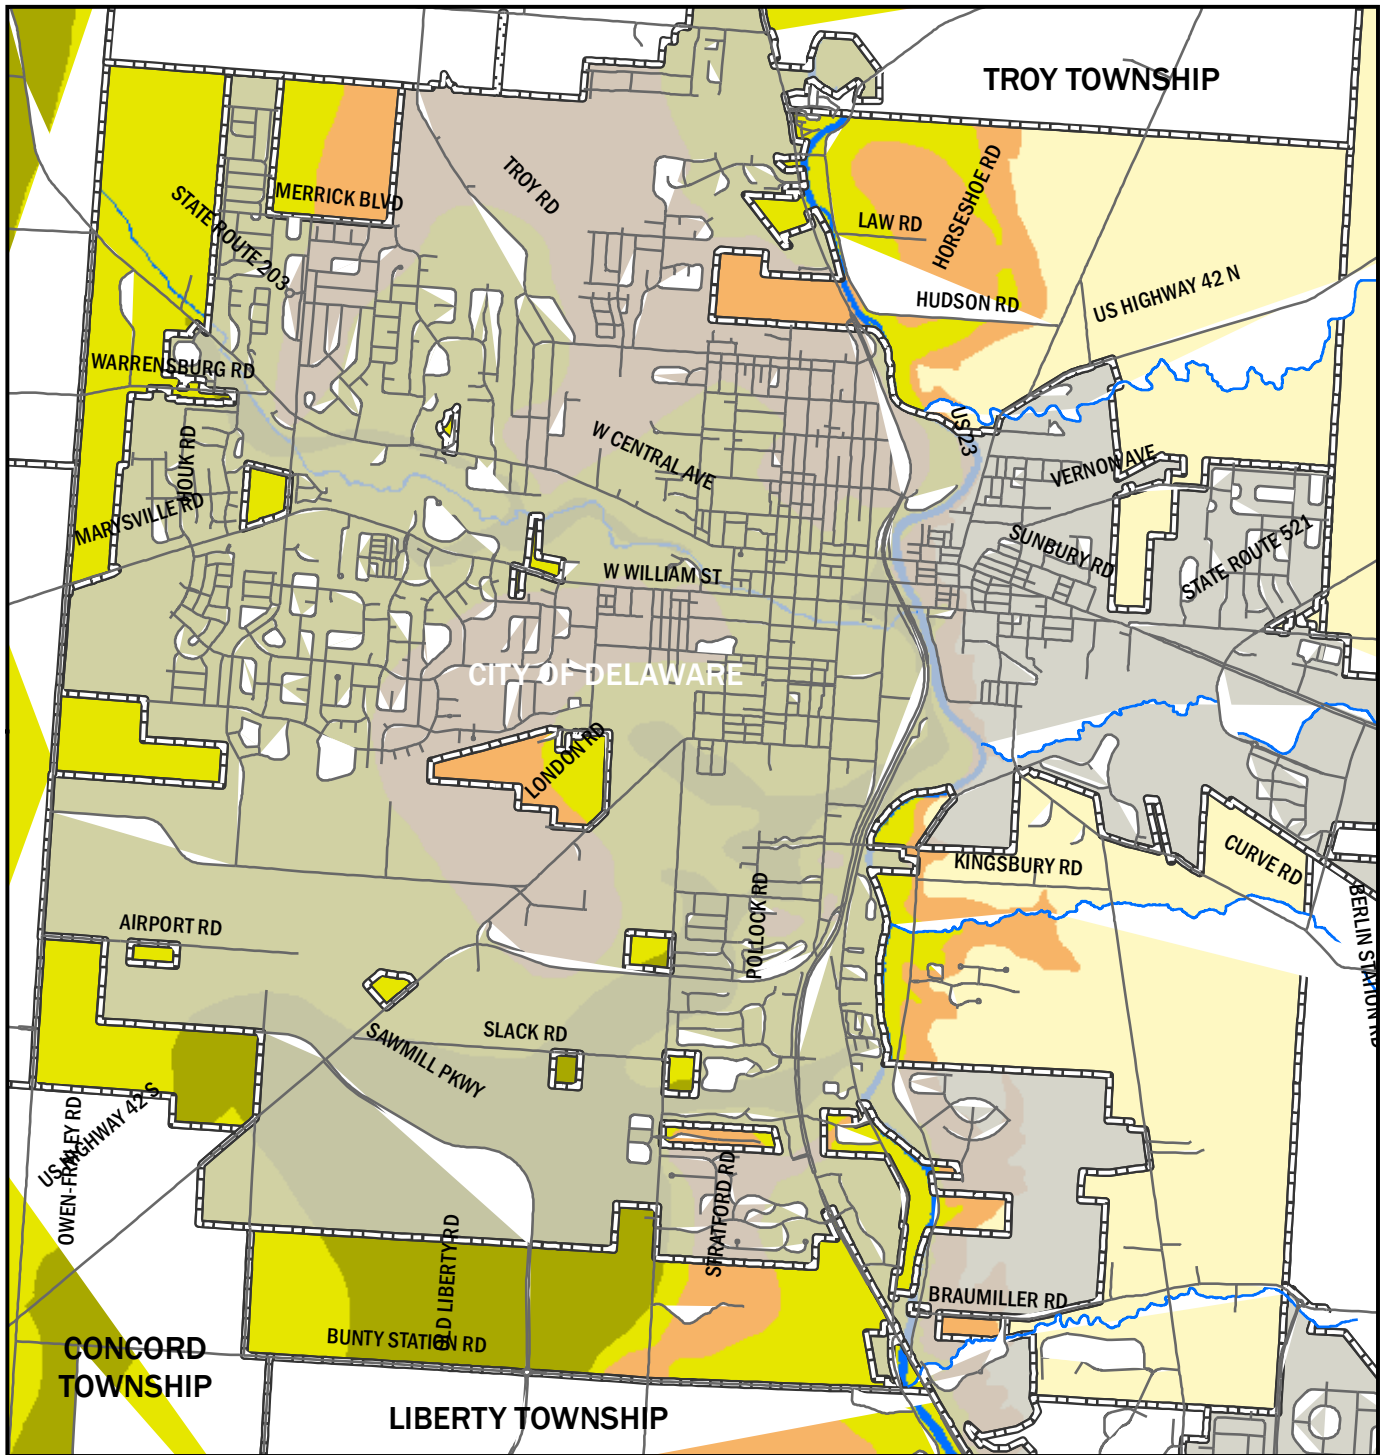 TROY TOWNSHIP
TROY RD
MERRICK BLVD
STATE ROUTE 203
HORSESHOE RD
LAW RD
HUDSON RD
US HIGHWAY 42 N
WARRENSBURG RD
US 23
W CENTRAL AVE
VERNON AVE
HOUK RD
MARYSVILLE RD
SUNBURY RD
STATE ROUTE 521
W WILLIAM ST
CITY OF DELAWARE
LONDON RD
KINGSBURY RD
CURVE RD
POLLOCK RD
BERLIN STATION RD
AIRPORT RD
SLACK RD
SAWMILL PKWY
US HIGHWAY 42 S
OWEN-FRALEY RD
STRATFORD RD
OLD LIBERTY RD
BRAUMILLER RD
BUNTY STATION RD
CONCORD
TOWNSHIP
LIBERTY TOWNSHIP